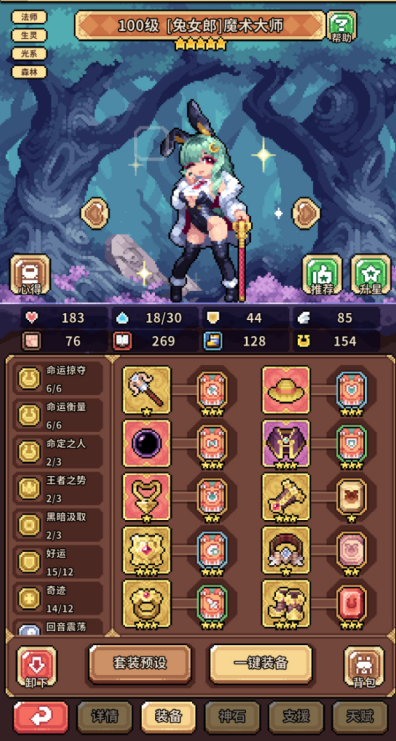 法师
生灵
光系
森林
100级 [兔女郎]魔术大师
帮助
心得
推荐
升星
183
18/30
44
85
76
269
128
154
命运掠夺
6/6
命运衡量
6/6
命定之人
2/3
王者之势
2/3
黑暗汲取
2/3
好运
15/12
奇迹
14/12
回音震荡
卸下
套装预设
一键装备
背包
详情
装备
神石
支援
天赋